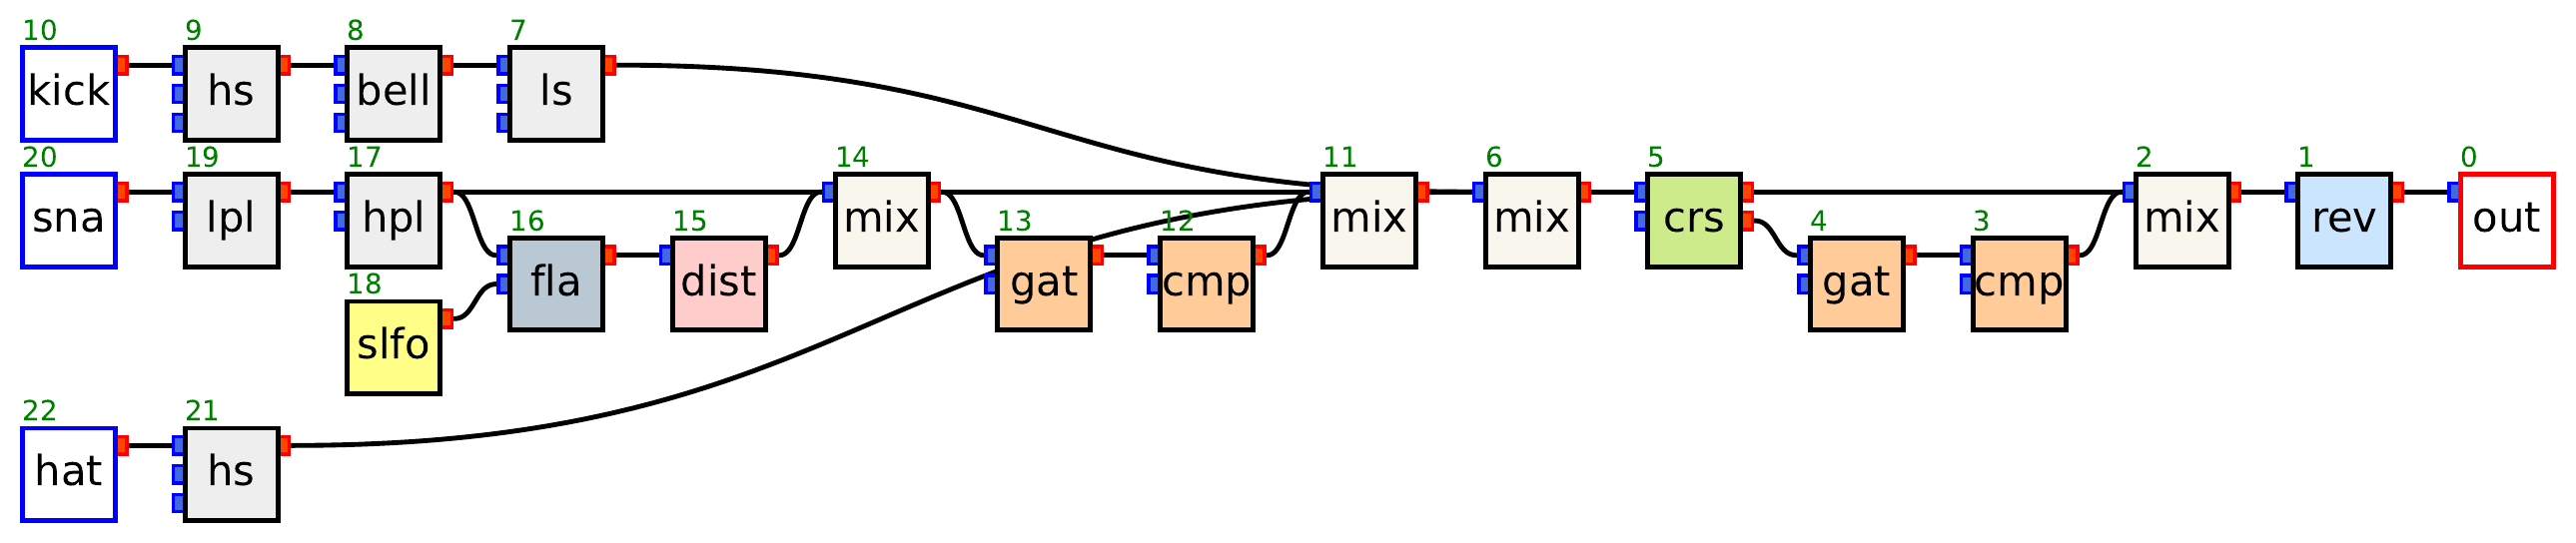 10 9 8 7
kick hs bell ls
20 19 17 14 11 6 5 2 1 0
sna lpl hpl mix mix mix crs mix rev out
16 15 13 12 4 3
fla dist gat cmp gat cmp
18
slfo
22 21
hat hs